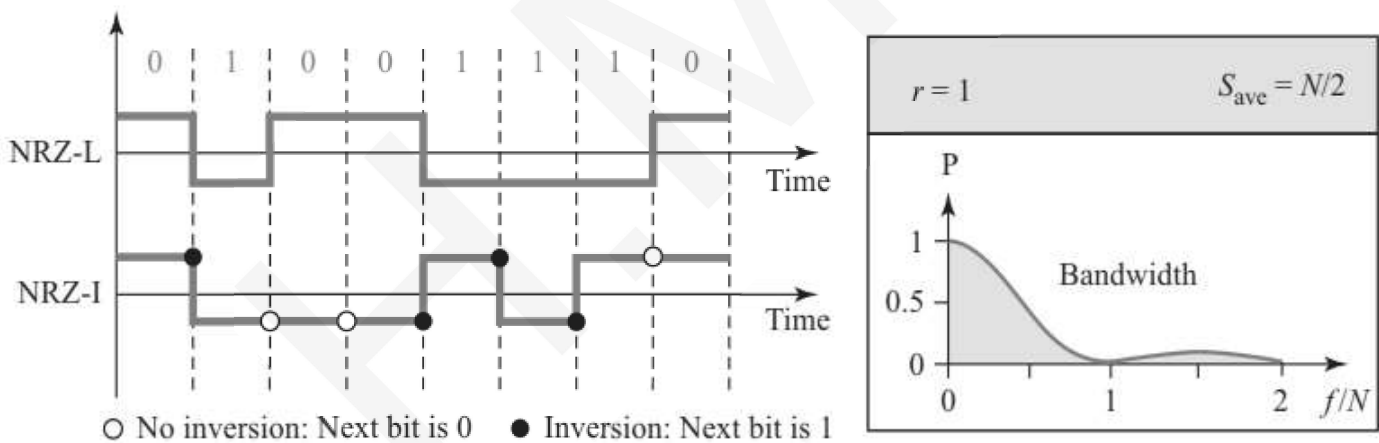 0 1 0 0 1 1 1 0
NRZ-L
Time
NRZ-I
Time
○ No inversion: Next bit is 0 ● Inversion: Next bit is 1
r = 1 S_ave = N/2
P
1
Bandwidth
0.5
0
0 1 2 f/N